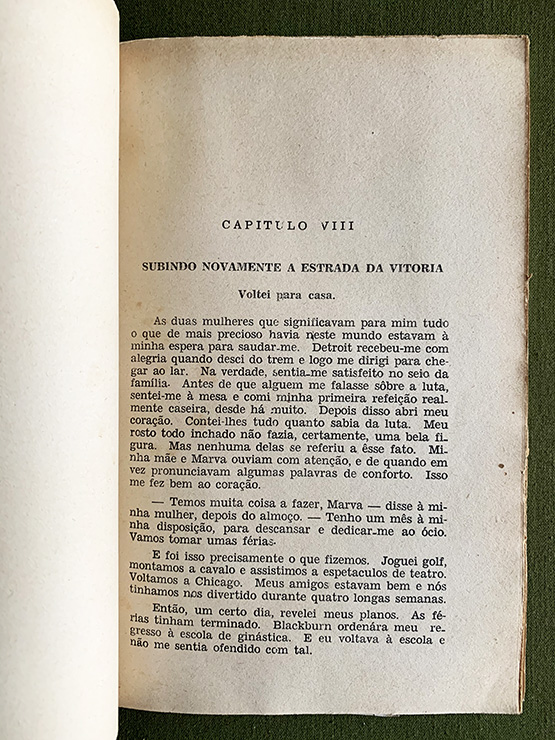 CAPITULO VIII
SUBINDO NOVAMENTE A ESTRADA DA VITORIA
Voltei para casa.
As duas mulheres que significavam para mim tudo
o que de mais precioso havia neste mundo estavam à
minha espera para saudar-me. Detroit recebeu-me com
alegria quando desci do trem e logo me dirigi para che-
gar ao lar. Na verdade, sentia-me satisfeito no seio da
família. Antes de que alguem me falasse sôbre a luta,
sentei-me à mesa e comi minha primeira refeição real-
mente caseira, desde há muito. Depois disso abri meu
coração. Contei-lhes tudo quanto sabia da luta. Meu
rosto todo inchado não fazia, certamente, uma bela fi-
gura. Mas nenhuma delas se referiu a êsse fato. Mi-
nha mãe e Marva ouviam com atenção, e de quando em
vez pronunciavam algumas palavras de conforto. Isso
me fez bem ao coração.
— Temos muita coisa a fazer, Marva — disse à mi-
nha mulher, depois do almoço. — Tenho um mês à mi-
nha disposição, para descansar e dedicar-me ao ócio.
Vamos tomar umas férias.
E foi isso precisamente o que fizemos. Joguei golf,
montamos a cavalo e assistimos a espetaculos de teatro.
Voltamos a Chicago. Meus amigos estavam bem e nós
tinhamos nos divertido durante quatro longas semanas.
Então, um certo dia, revelei meus planos. As fé-
rias tinham terminado. Blackburn ordenára meu re-
gresso à escola de ginástica. E eu voltava à escola e
não me sentia ofendido com tal.